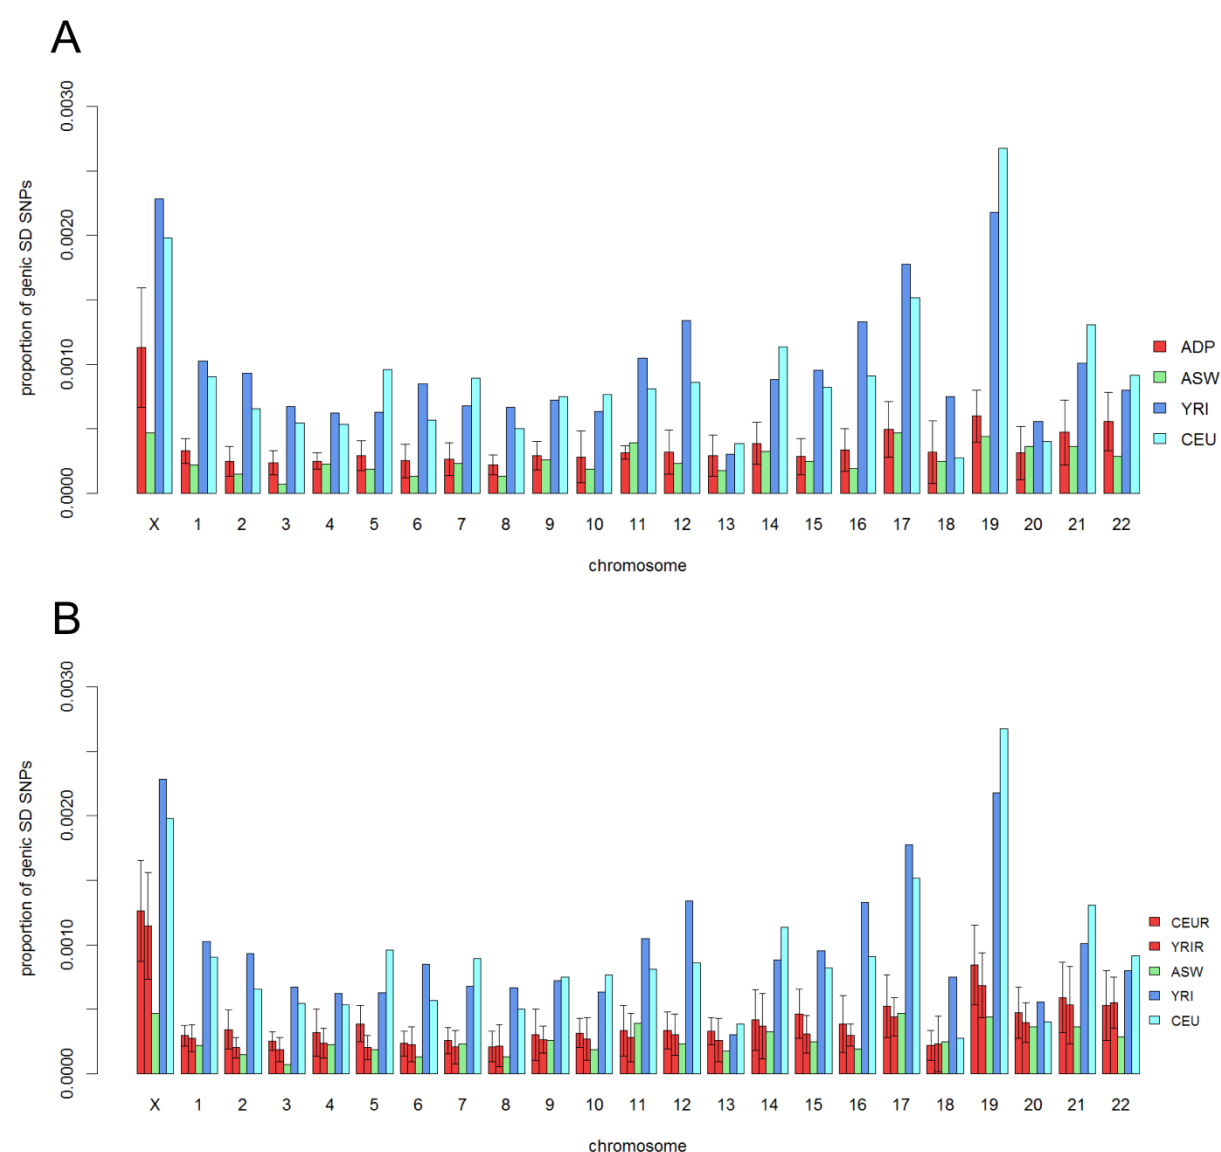 A
proportion of genic SD SNPs
0.0030
0.0020
0.0010
0.0000
X 1 2 3 4 5 6 7 8 9 10 11 12 13 14 15 16 17 18 19 20 21 22
chromosome
ADP
ASW
YRI
CEU
B
proportion of genic SD SNPs
0.0030
0.0020
0.0010
0.0000
X 1 2 3 4 5 6 7 8 9 10 11 12 13 14 15 16 17 18 19 20 21 22
chromosome
CEUR
YRIR
ASW
YRI
CEU